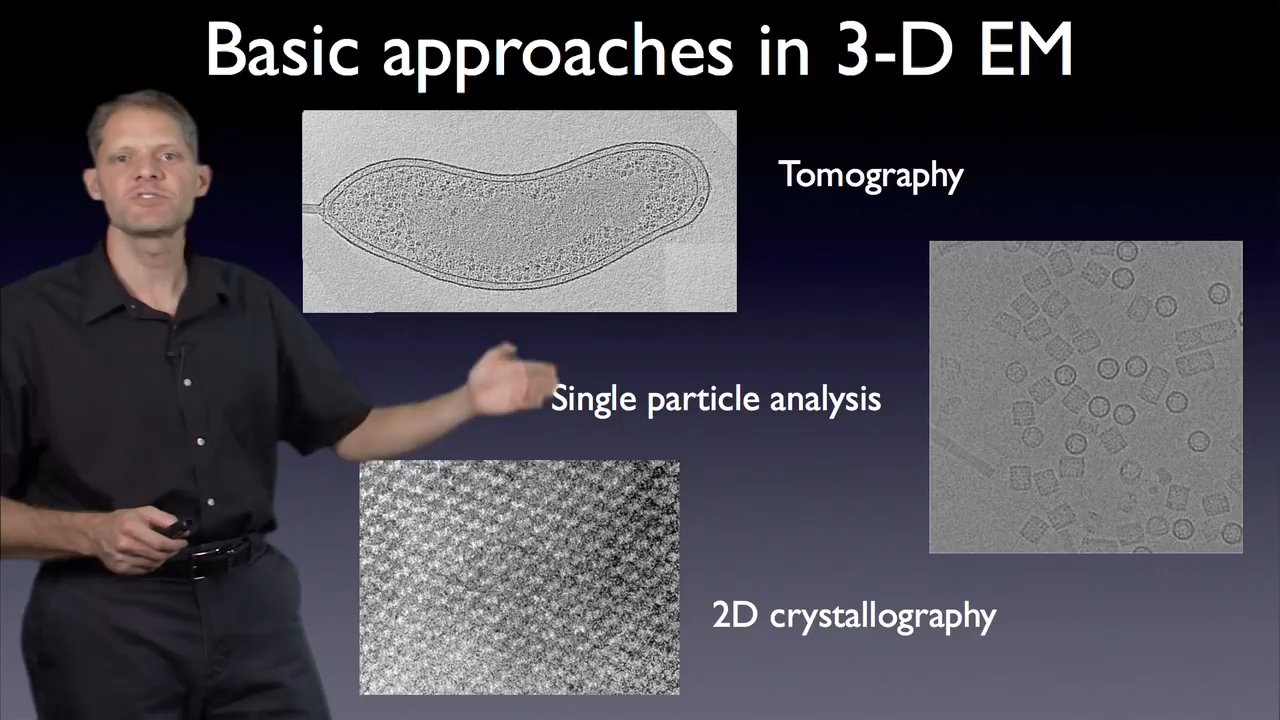 Basic approaches in 3-D EM
Tomography
Single particle analysis
2D crystallography